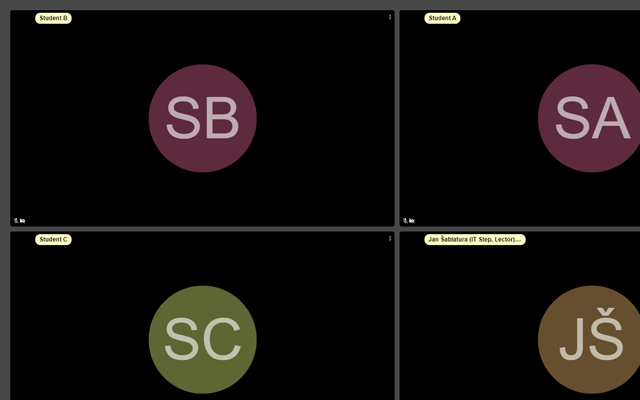 Student B
Student A
SB
SA
Student C
Jan Šablatura (IT Step, Lector)...
SC
JŠ